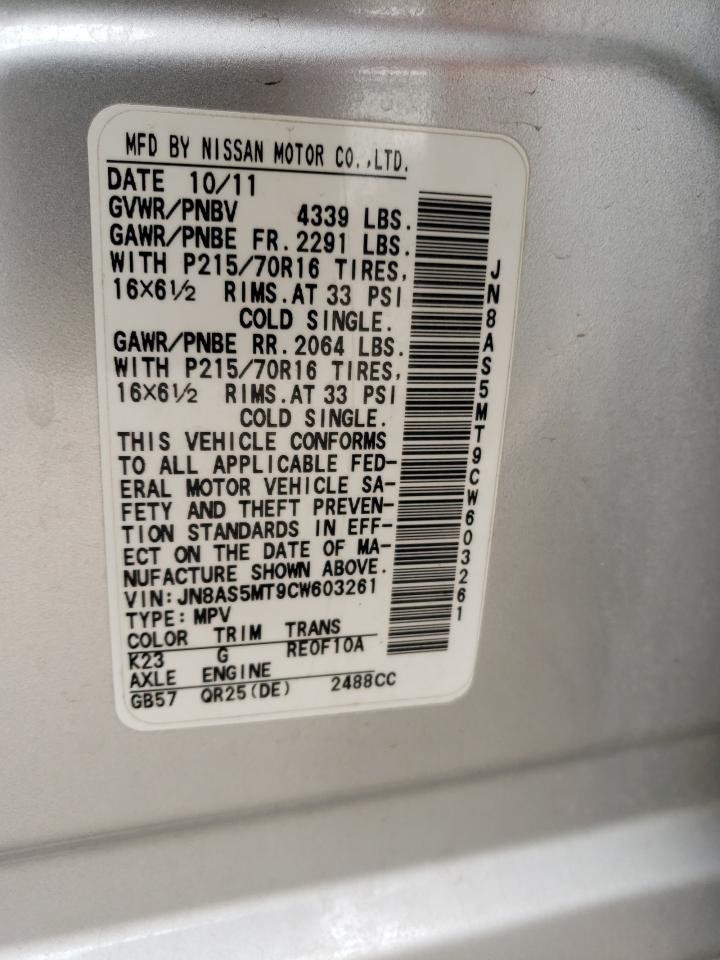 MFD BY NISSAN MOTOR CO.,LTD.
DATE 10/11
GVWR/PNBV 4339 LBS.
GAWR/PNBE FR.2291 LBS.
WITH P215/70R16 TIRES,
16X6½ RIMS.AT 33 PSI
COLD SINGLE.
GAWR/PNBE RR.2064 LBS.
WITH P215/70R16 TIRES,
16X6½ RIMS.AT 33 PSI
COLD SINGLE.
THIS VEHICLE CONFORMS
TO ALL APPLICABLE FED-
ERAL MOTOR VEHICLE SA-
FETY AND THEFT PREVEN-
TION STANDARDS IN EFF-
ECT ON THE DATE OF MA-
NUFACTURE SHOWN ABOVE.
VIN:JN8AS5MT9CW603261
TYPE:MPV
COLOR TRIM TRANS
K23 G RE0F10A
AXLE ENGINE
GB57 QR25(DE) 2488CC
JN8AS5MT9CW603261